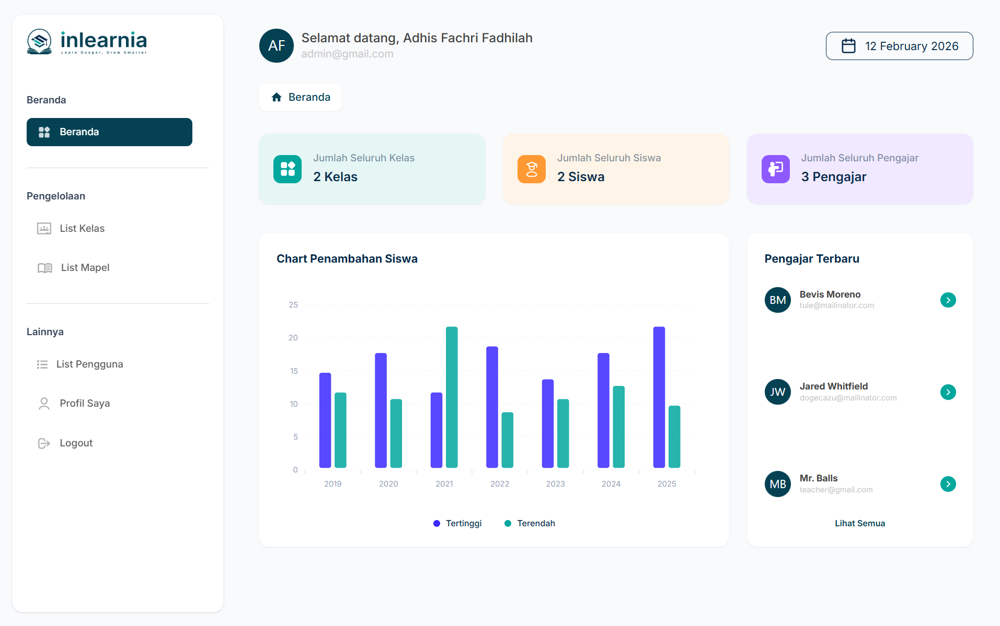 inlearnia
Learn Deeper, Grow Smarter
Beranda
Beranda
Pengelolaan
List Kelas
List Mapel
Lainnya
List Pengguna
Profil Saya
Logout
AF
Selamat datang, Adhis Fachri Fadhilah
admin@gmail.com
12 February 2026
Beranda
Jumlah Seluruh Kelas
2 Kelas
Jumlah Seluruh Siswa
2 Siswa
Jumlah Seluruh Pengajar
3 Pengajar
Chart Penambahan Siswa
25
20
15
10
5
0
2019 2020 2021 2022 2023 2024 2025
Tertinggi Terendah
Pengajar Terbaru
BM
Bevis Moreno
tule@mailinator.com
JW
Jared Whitfield
dogecazu@mailinator.com
MB
Mr. Balls
teacher@gmail.com
Lihat Semua